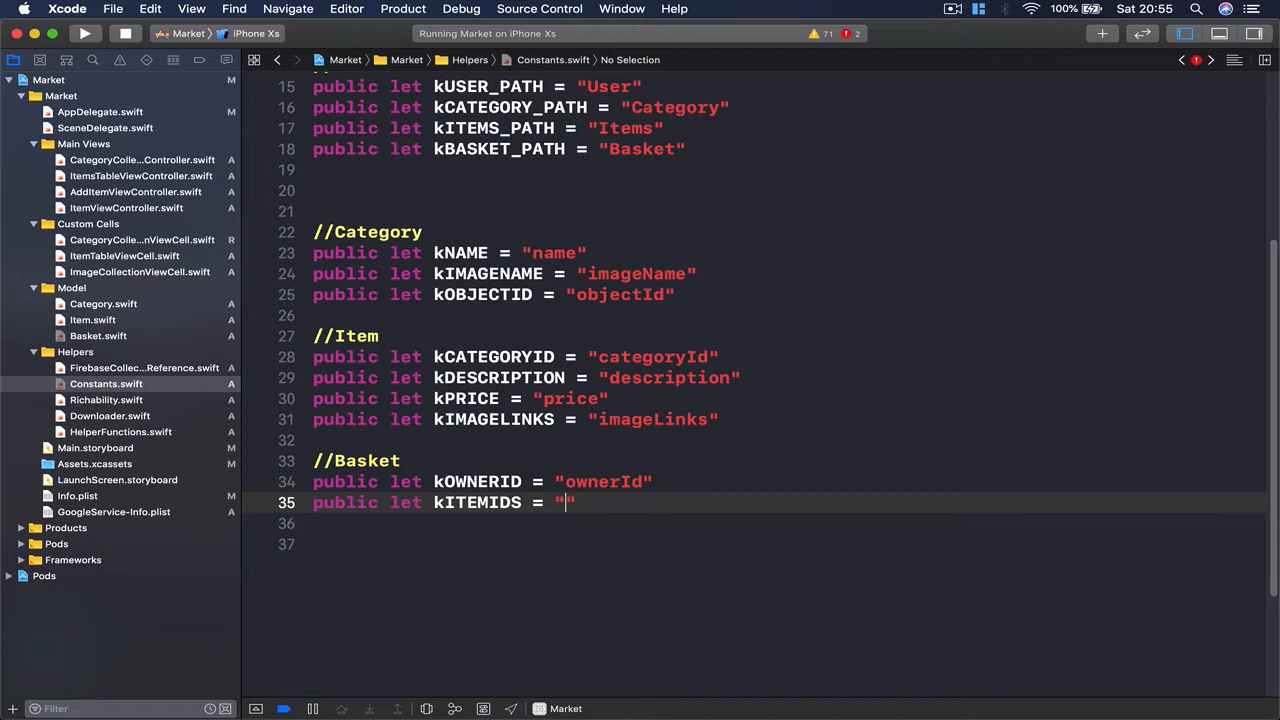 Xcode File Edit View Find Navigate Editor Product Debug Source Control Window Help 100% Sat 20:55
Market iPhone Xs Running Market on iPhone Xs 71 2
Market Market Helpers Constants.swift No Selection
Market M
Market
AppDelegate.swift M
SceneDelegate.swift
Main Views
CategoryColle...Controller.swift A
ItemsTableViewController.swift A
AddItemViewController.swift A
ItemViewController.swift A
Custom Cells
CategoryColle...nViewCell.swift R
ItemTableViewCell.swift A
ImageCollectionViewCell.swift A
Model
Category.swift A
Item.swift A
Basket.swift A
Helpers
FirebaseCollec...Reference.swift A
Constants.swift A
Richability.swift A
Downloader.swift A
HelperFunctions.swift A
Main.storyboard M
Assets.xcassets M
LaunchScreen.storyboard
Info.plist M
GoogleService-Info.plist A
Products
Pods
Frameworks
Pods
Filter
15 public let kUSER_PATH = "User"
16 public let kCATEGORY_PATH = "Category"
17 public let kITEMS_PATH = "Items"
18 public let kBASKET_PATH = "Basket"
19
20
21
22 //Category
23 public let kNAME = "name"
24 public let kIMAGENAME = "imageName"
25 public let kOBJECTID = "objectId"
26
27 //Item
28 public let kCATEGORYID = "categoryId"
29 public let kDESCRIPTION = "description"
30 public let kPRICE = "price"
31 public let kIMAGELINKS = "imageLinks"
32
33 //Basket
34 public let kOWNERID = "ownerId"
35 public let kITEMIDS = ""
36
37
Market